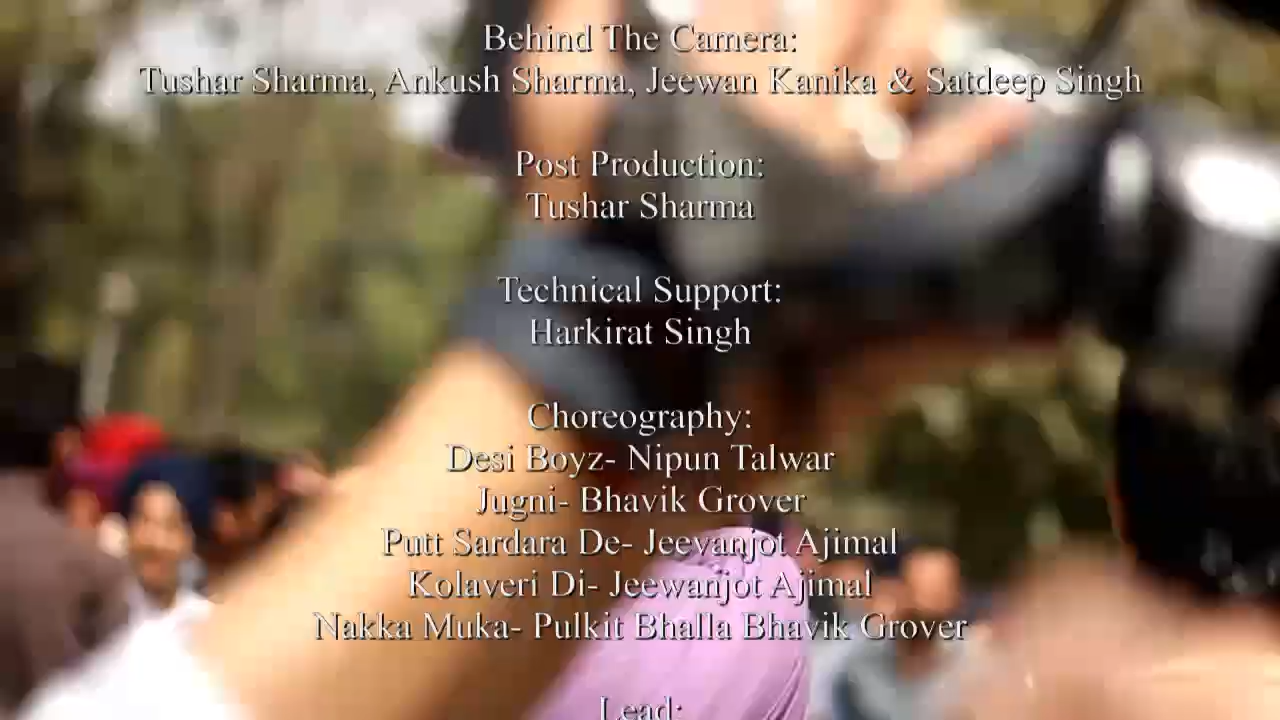 Behind The Camera:
Tushar Sharma, Ankush Sharma, Jeewan Kanika & Satdeep Singh
Post Production:
Tushar Sharma
Technical Support:
Harkirat Singh
Choreography:
Desi Boyz- Nipun Talwar
Jugni- Bhavik Grover
Putt Sardara De- Jeevanjot Ajimal
Kolaveri Di- Jeewanjot Ajimal
Nakka Muka- Pulkit Bhalla Bhavik Grover
Lead: